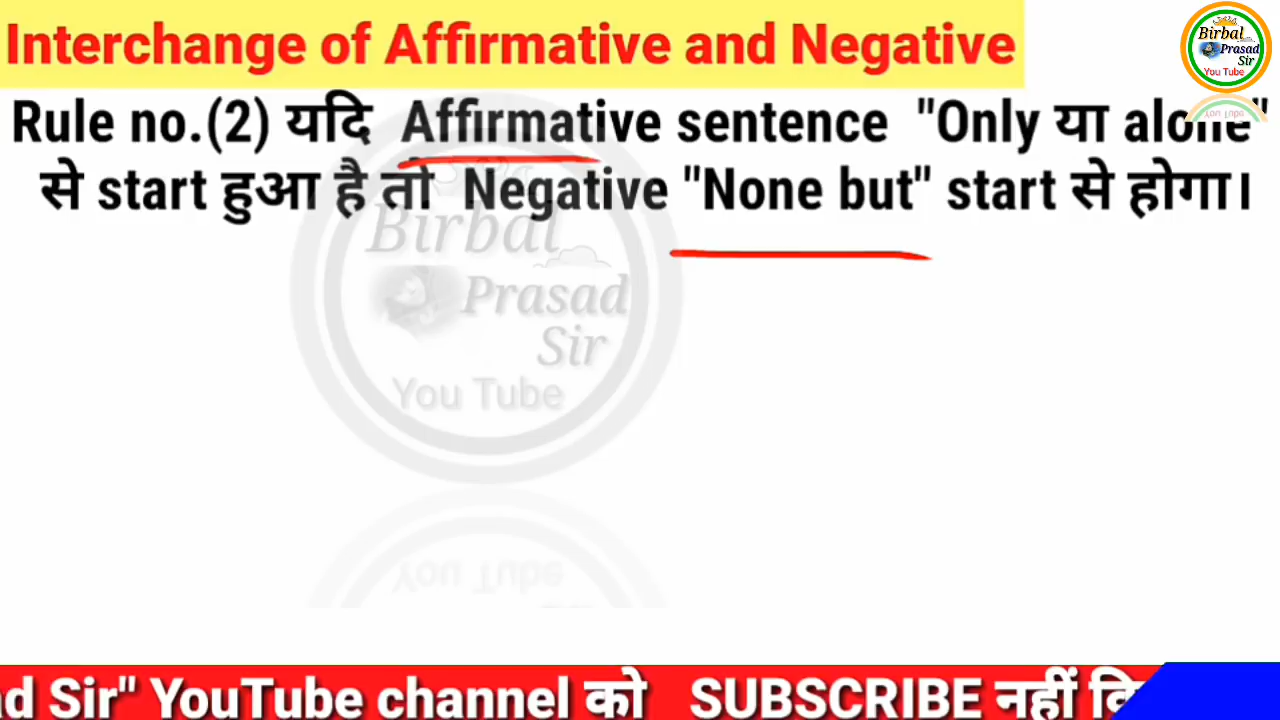 Interchange of Affirmative and Negative
Birbal
Prasad
Sir
You Tube
Rule no.(2) यदि Affirmative sentence "Only या alone"
से start हुआ है तो Negative "None but" start से होगा।
Birbal
Prasad
Sir
You Tube
ad Sir" YouTube channel को SUBSCRIBE नहीं